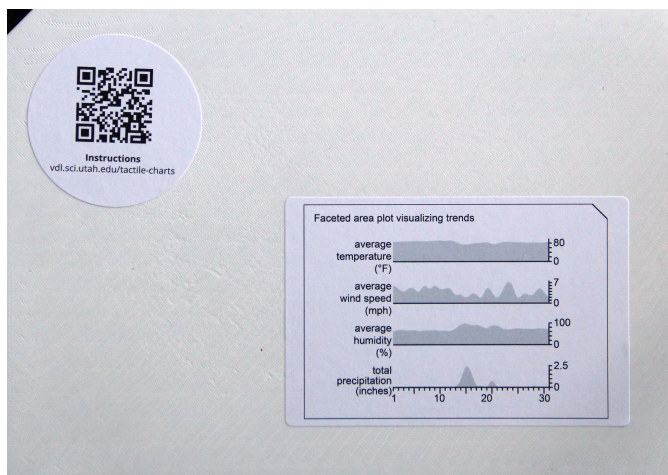 Instructions
vdl.sci.utah.edu/tactile-charts
Faceted area plot visualizing trends
average
temperature
(°F)
80
0
average
wind speed
(mph)
7
0
average
humidity
(%)
100
0
total
precipitation
(inches)
2.5
0
1 10 20 30